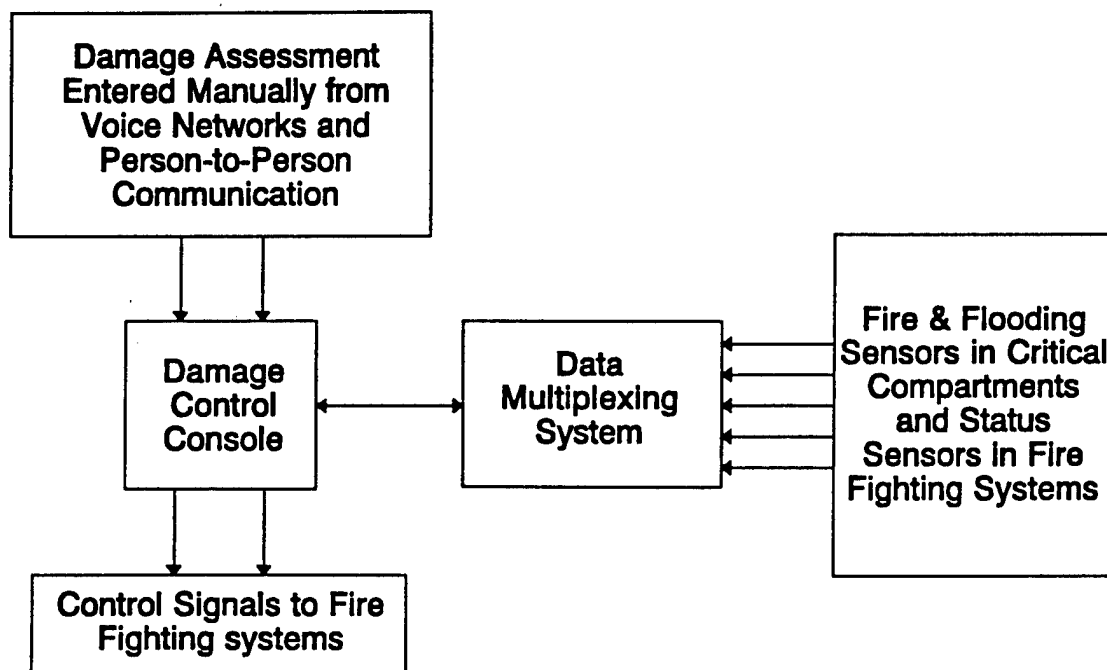 Damage Assessment
Entered Manually from
Voice Networks and
Person-to-Person
Communication
Damage
Control
Console
Data
Multiplexing
System
Fire & Flooding
Sensors in Critical
Compartments
and Status
Sensors in Fire
Fighting Systems
Control Signals to Fire
Fighting systems